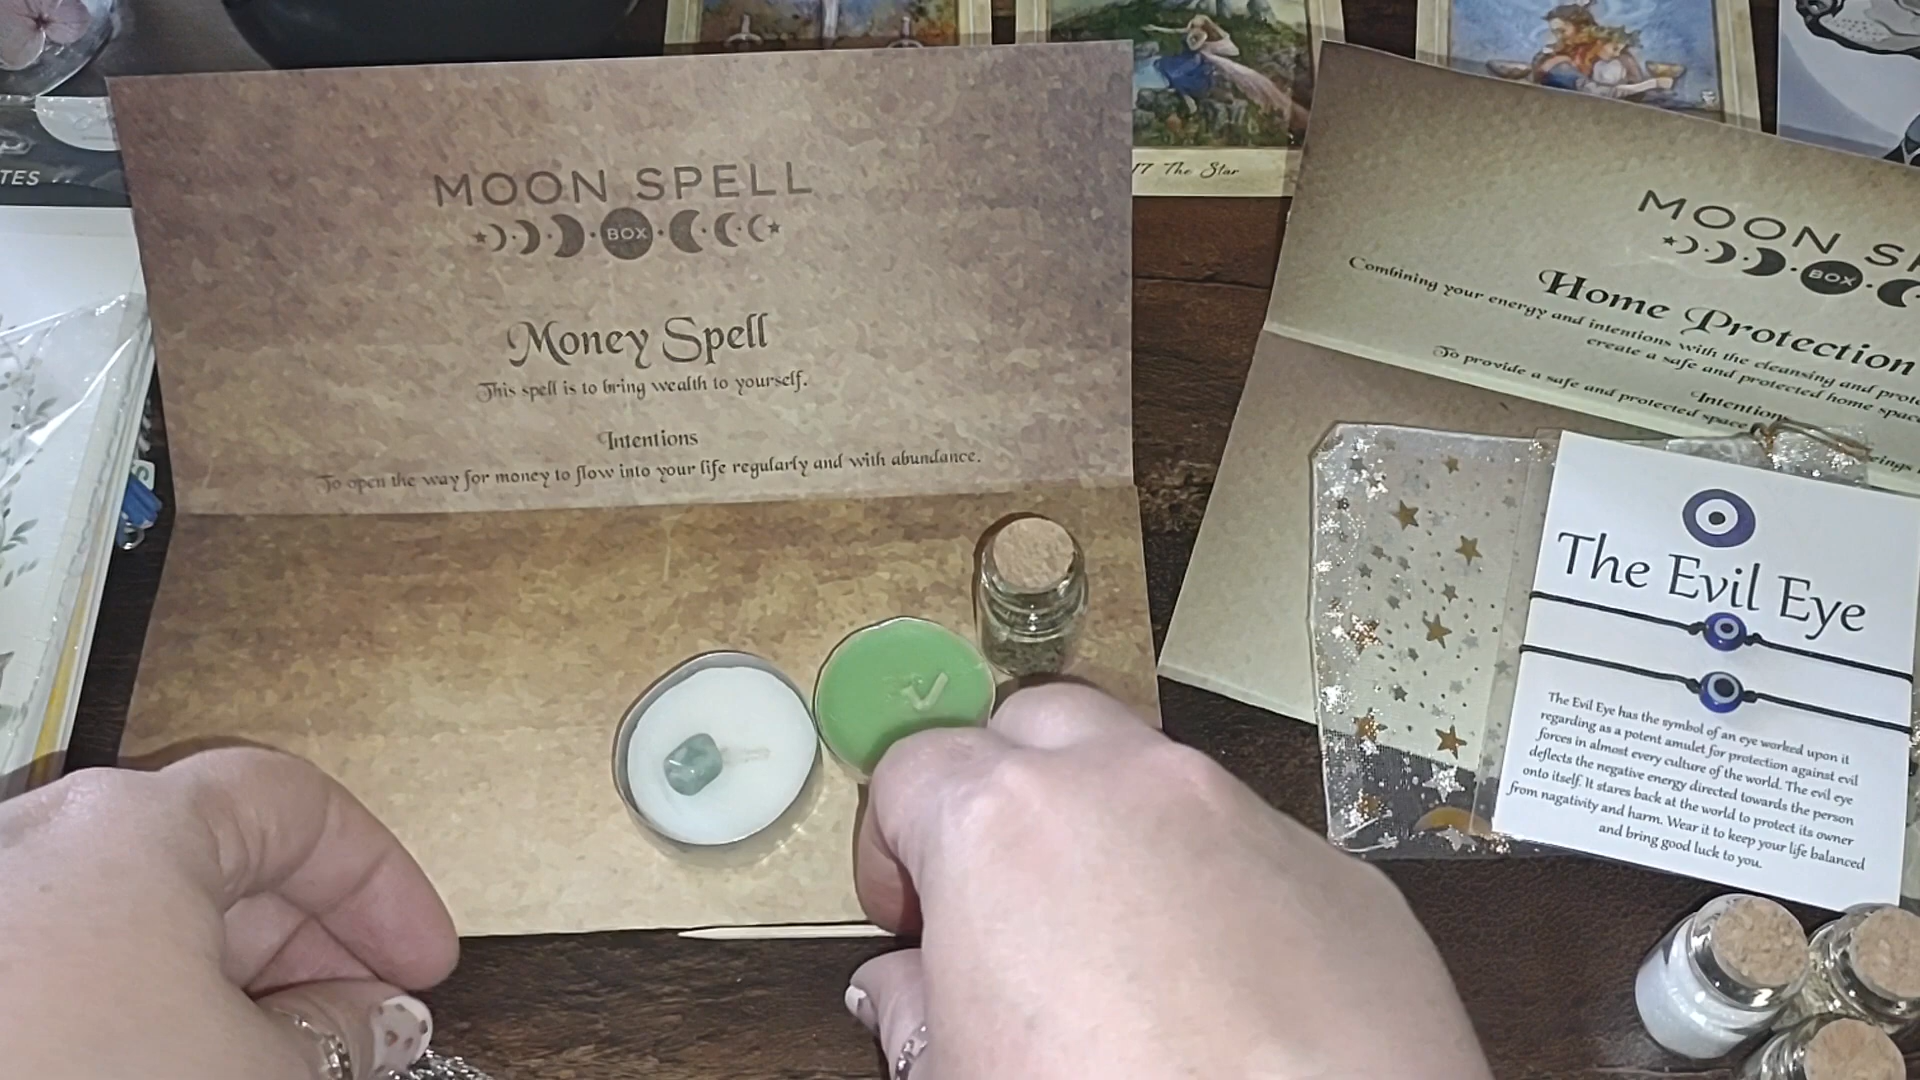 TES
MOON SPELL
BOX
Money Spell
This spell is to bring wealth to yourself.
Intentions
To open the way for money to flow into your life regularly and with abundance.
17 The Star
MOON
BOX
Home Protection
Combining your energy and intentions with the cleansing and
create a safe and protected home
To provide a safe and protected space
Intentions
The Evil Eye
The Evil Eye has the symbol of an eye worked upon it
regarding as a potent amulet for protection against evil
forces in almost every culture of the world. The evil eye
deflects the negative energy directed towards the person
onto itself. It stares back at the world to protect its owner
from nagativity and harm. Wear it to keep your life balanced
and bring good luck to you.